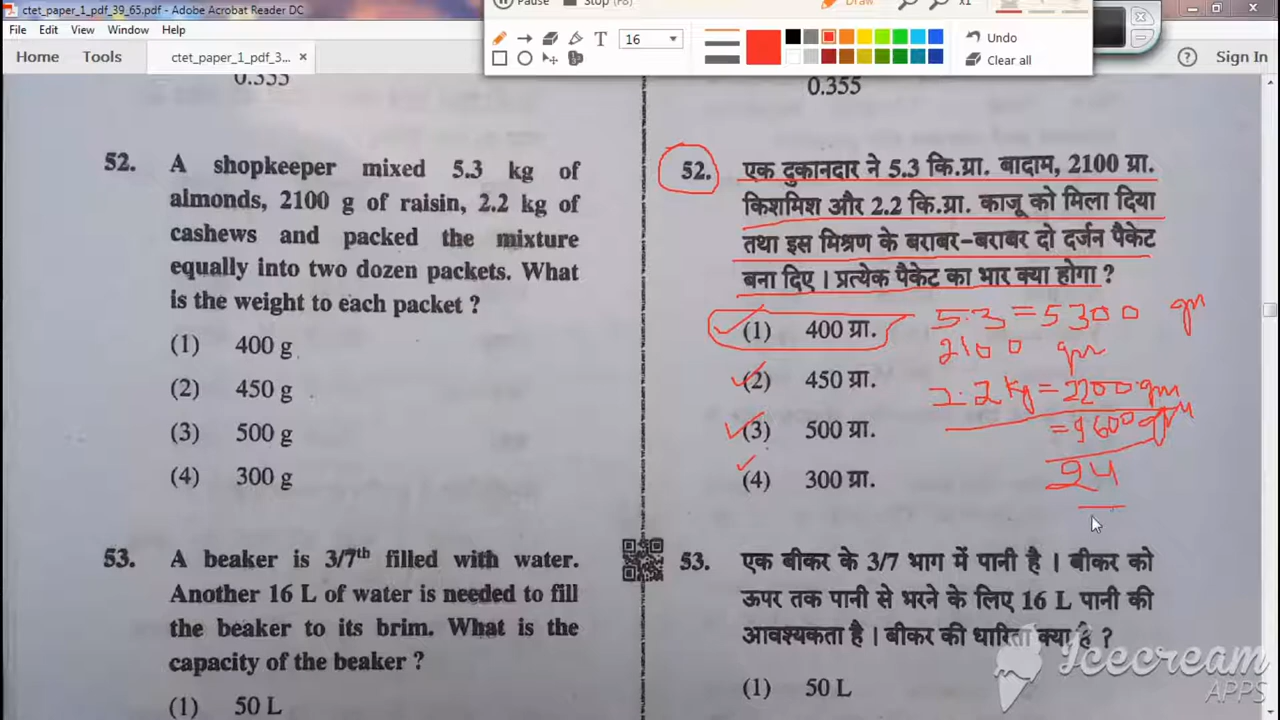 ctet_paper_1_pdf_39_65.pdf - Adobe Acrobat Reader DC
Pause
Stop (F8)
Draw
x1
File Edit View Window Help
T 16
Undo
Clear all
Home Tools ctet_paper_1_pdf_3... ×
Sign In
0.355
0.355
52. A shopkeeper mixed 5.3 kg of
almonds, 2100 g of raisin, 2.2 kg of
cashews and packed the mixture
equally into two dozen packets. What
is the weight to each packet ?
(1) 400 g
(2) 450 g
(3) 500 g
(4) 300 g
53. A beaker is 3/7th filled with water.
Another 16 L of water is needed to fill
the beaker to its brim. What is the
capacity of the beaker ?
(1) 50 L
52. एक दुकानदार ने 5.3 कि.ग्रा. बादाम, 2100 ग्रा.
किशमिश और 2.2 कि.ग्रा. काजू को मिला दिया
तथा इस मिश्रण के बराबर-बराबर दो दर्जन पैकेट
बना दिए । प्रत्येक पैकेट का भार क्या होगा ?
(1) 400 ग्रा.
(2) 450 ग्रा.
(3) 500 ग्रा.
(4) 300 ग्रा.
5.3 = 5300 gm
2100 gm
2.2 kg = 2200 gm
= 9600 gm
24
53. एक बीकर के 3/7 भाग में पानी है । बीकर को
ऊपर तक पानी से भरने के लिए 16 L पानी की
आवश्यकता है । बीकर की धारिता क्या है ?
(1) 50 L
Icecream
APPS